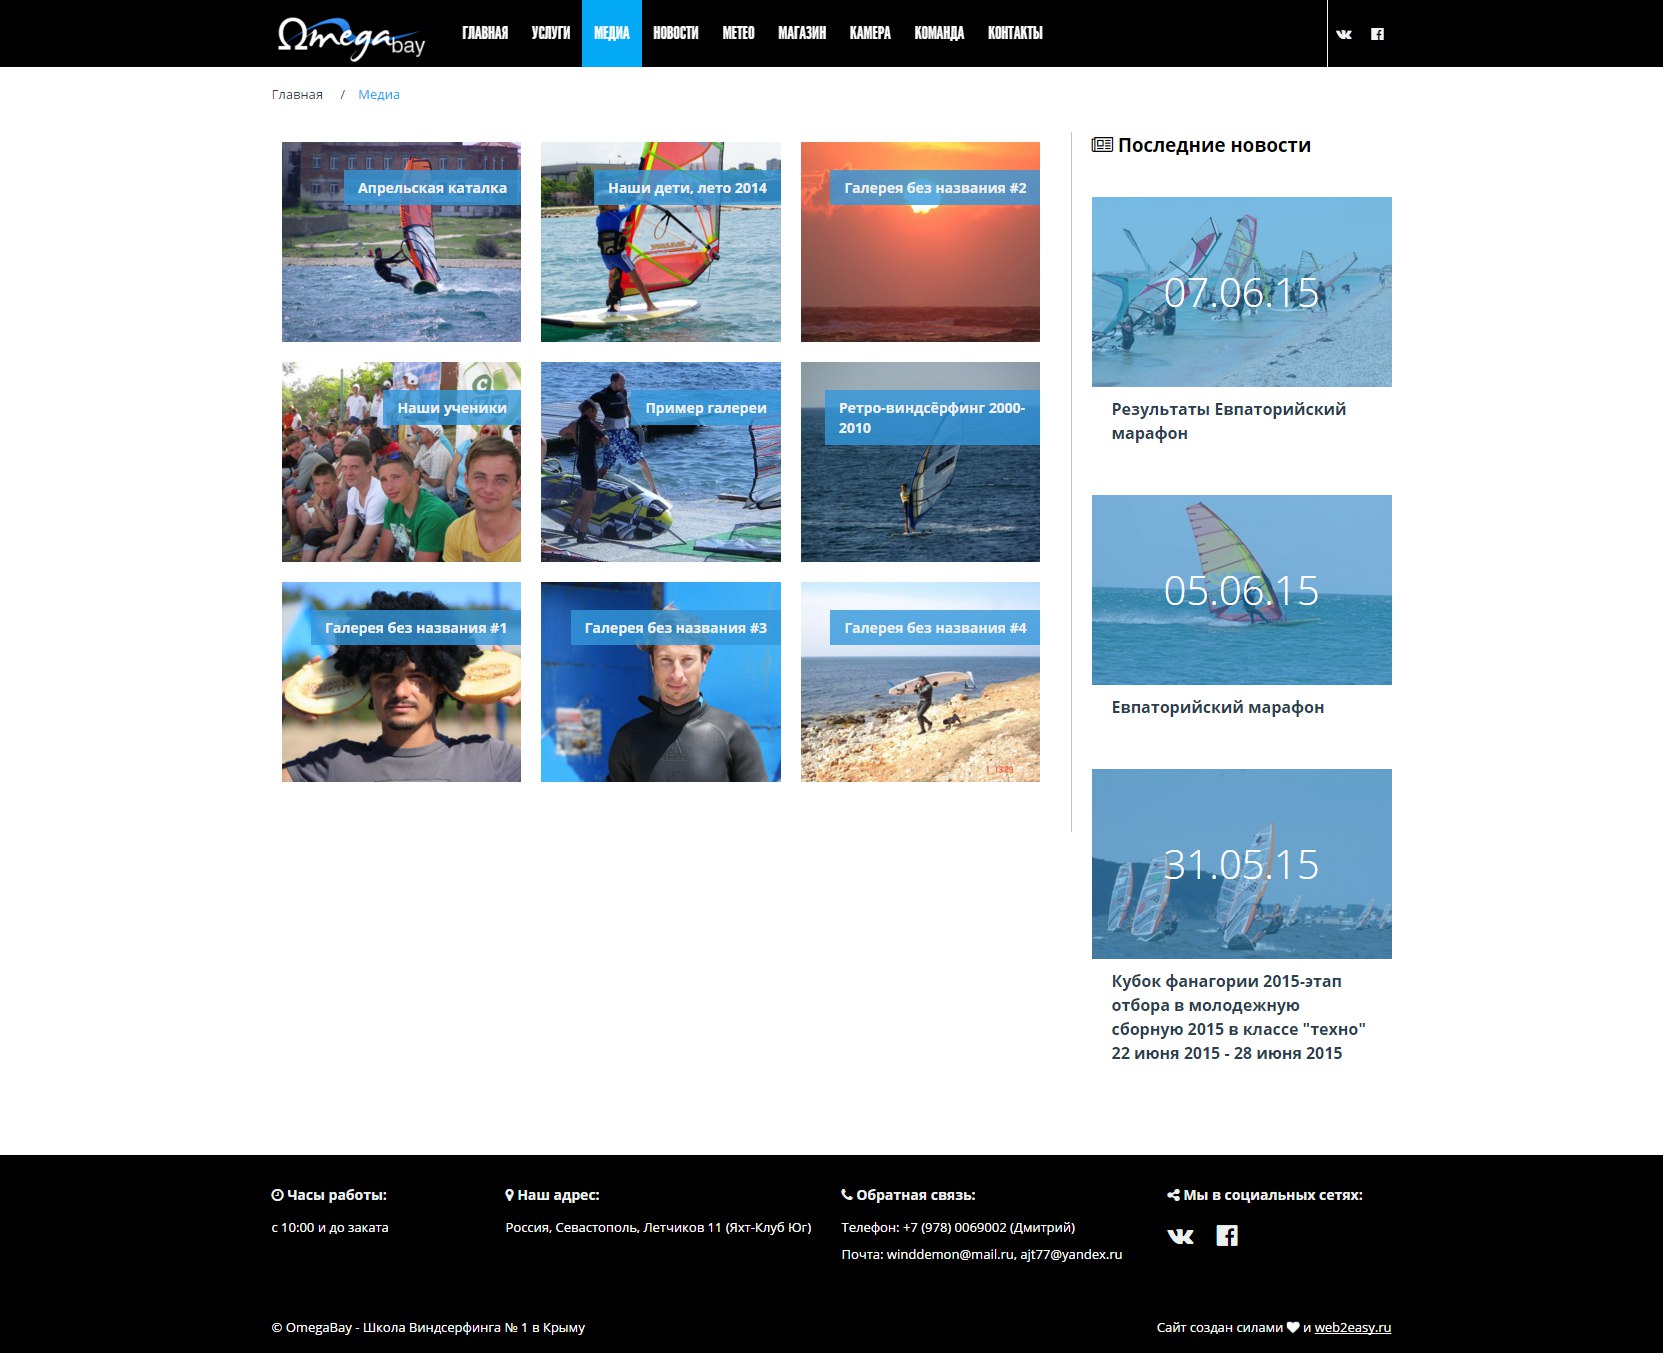 Ωmega bay
ГЛАВНАЯ УСЛУГИ МЕДИА НОВОСТИ МЕТЕО МАГАЗИН КАМЕРА КОМАНДА КОНТАКТЫ
Главная / Медиа
Апрельская каталка
Наши дети, лето 2014
Галерея без названия #2
Наши ученики
Пример галереи
Ретро-виндсёрфинг 2000-
2010
Галерея без названия #1
Галерея без названия #3
Галерея без названия #4
Последние новости
07.06.15
Результаты Евпаторийский
марафон
05.06.15
Евпаторийский марафон
31.05.15
Кубок фанагории 2015-этап
отбора в молодежную
сборную 2015 в классе "техно"
22 июня 2015 - 28 июня 2015
Часы работы:
с 10:00 и до заката
Наш адрес:
Россия, Севастополь, Летчиков 11 (Яхт-Клуб Юг)
Обратная связь:
Телефон: +7 (978) 0069002 (Дмитрий)
Почта: winddemon@mail.ru, ajt77@yandex.ru
Мы в социальных сетях:
© OmegaBay - Школа Виндсерфинга № 1 в Крыму
Сайт создан силами ♥ и web2easy.ru